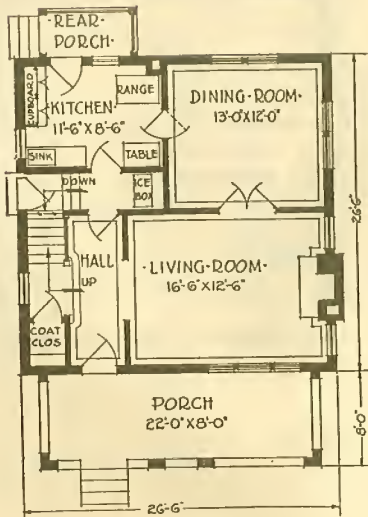 ·REAR·
PORCH·
CUPBOARD
KITCHEN
11'-6"X8'-6"
RANGE
DINING·ROOM·
13'-0"X12'-0"
SINK
TABLE
DOWN
ICE
BOX
HALL
UP
·LIVING·ROOM·
16'-6"X12'-6"
COAT
CLOS
PORCH
22'-0"X8'-0"
26'-6"
8'-0"
26'-6"